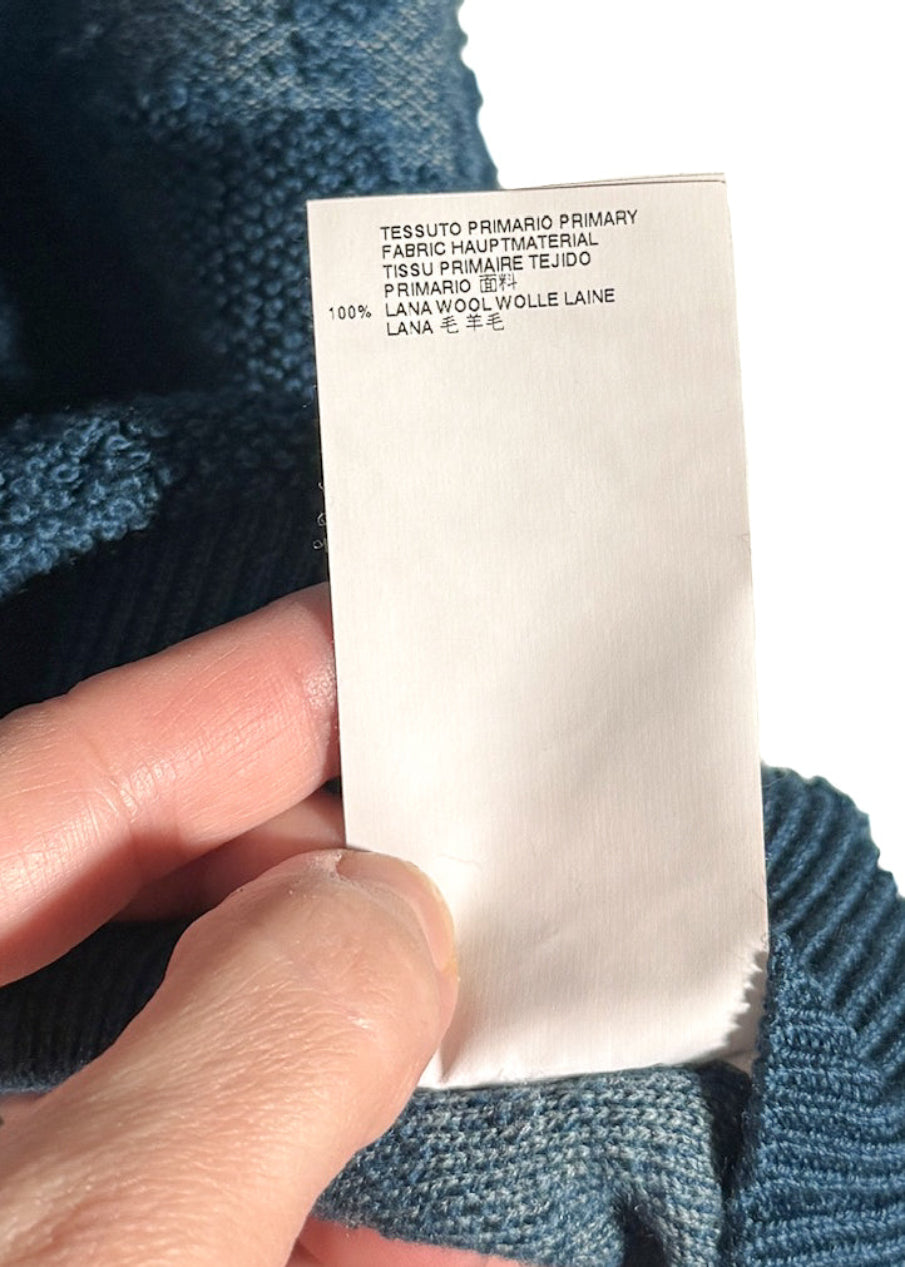 TESSUTO PRIMARIO PRIMARY
FABRIC HAUPTMATERIAL
TISSU PRIMAIRE TEJIDO
PRIMARIO 面料
100% LANA WOOL WOLLE LAINE
LANA 毛 羊毛